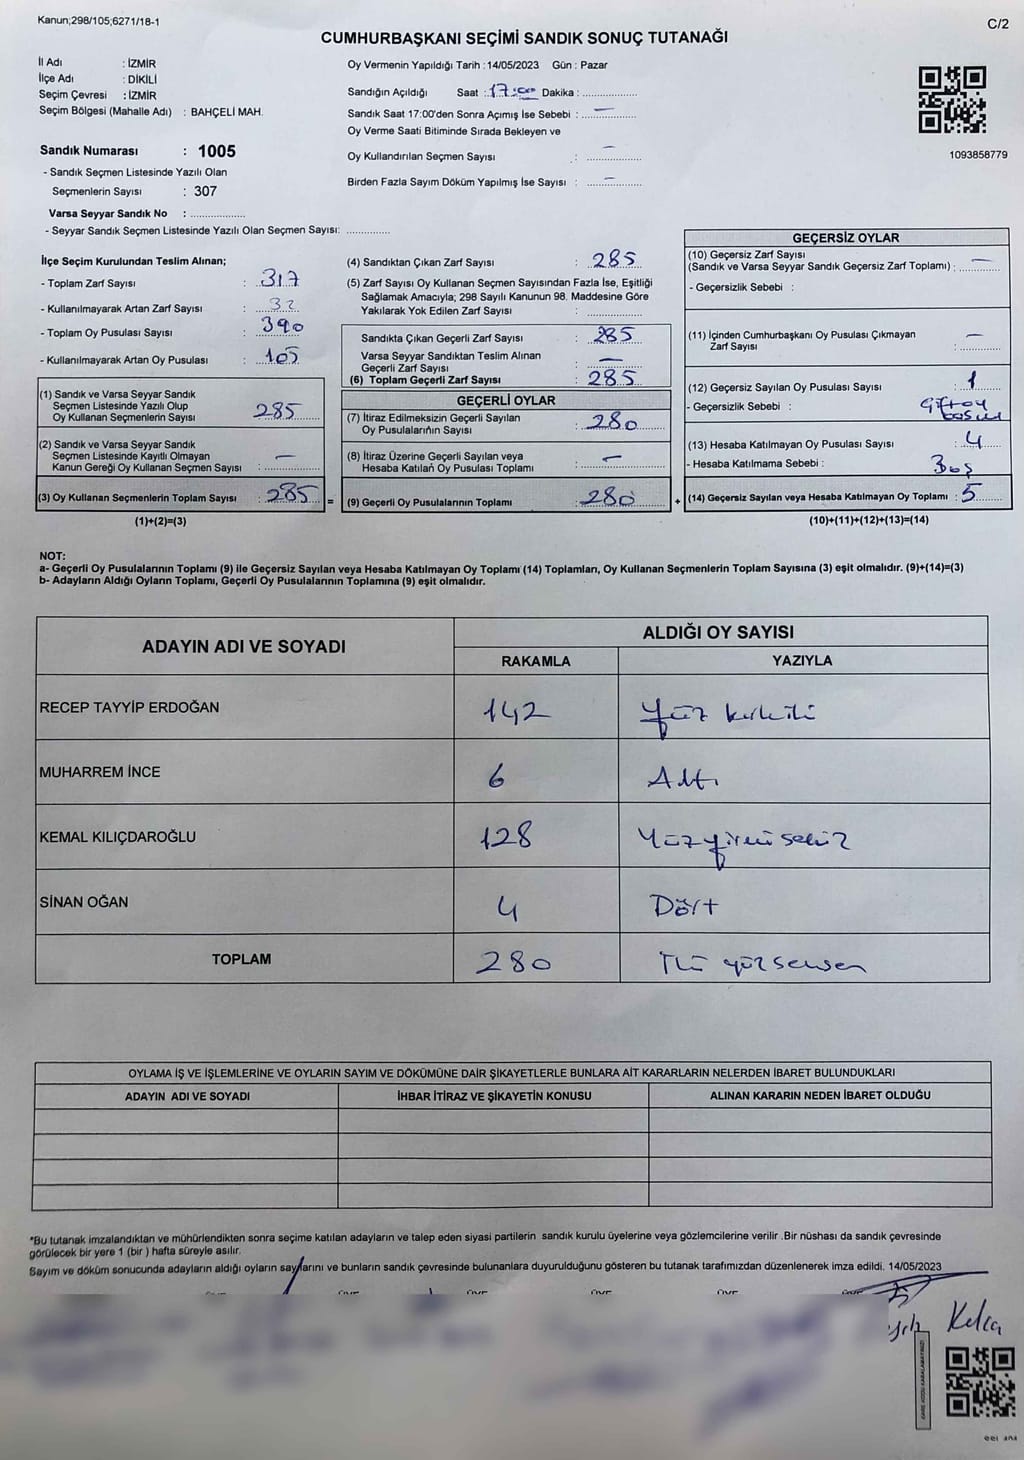 Kanun;298/105;6271/18-1
C/2
CUMHURBAŞKANI SEÇİMİ SANDIK SONUÇ TUTANAĞI
İl Adı : İZMİR
İlçe Adı : DİKİLİ
Seçim Çevresi : İZMİR
Seçim Bölgesi (Mahalle Adı) : BAHÇELİ MAH.
Sandık Numarası : 1005
- Sandık Seçmen Listesinde Yazılı Olan
Seçmenlerin Sayısı : 307
Varsa Seyyar Sandık No : ..................
- Seyyar Sandık Seçmen Listesinde Yazılı Olan Seçmen Sayısı: ..............
Oy Vermenin Yapıldığı Tarih : 14/05/2023 Gün : Pazar
Sandığın Açıldığı Saat : 17:00 Dakika : ..................
Sandık Saat 17:00'den Sonra Açımış İse Sebebi : —
Oy Verme Saati Bitiminde Sırada Bekleyen ve
Oy Kullandırılan Seçmen Sayısı : —
Birden Fazla Sayım Döküm Yapılmış İse Sayısı : —
1093858779
İlçe Seçim Kurulundan Teslim Alınan;
- Toplam Zarf Sayısı : 317
- Kullanılmayarak Artan Zarf Sayısı : 32
- Toplam Oy Pusulası Sayısı : 390
- Kullanılmayarak Artan Oy Pusulası : 105
(1) Sandık ve Varsa Seyyar Sandık
Seçmen Listesinde Yazılı Olup
Oy Kullanan Seçmenlerin Sayısı : 285
(2) Sandık ve Varsa Seyyar Sandık
Seçmen Listesinde Kayıtlı Olmayan
Kanun Gereği Oy Kullanan Seçmen Sayısı : —
(3) Oy Kullanan Seçmenlerin Toplam Sayısı : 285 =
(1)+(2)=(3)
(4) Sandıktan Çıkan Zarf Sayısı : 285
(5) Zarf Sayısı Oy Kullanan Seçmen Sayısından Fazla İse, Eşitliği
Sağlamak Amacıyla; 298 Sayılı Kanunun 98. Maddesine Göre
Yakılarak Yok Edilen Zarf Sayısı : ..............
Sandıkta Çıkan Geçerli Zarf Sayısı : 285
Varsa Seyyar Sandıktan Teslim Alınan
Geçerli Zarf Sayısı : —
(6) Toplam Geçerli Zarf Sayısı : 285
GEÇERLİ OYLAR
(7) İtiraz Edilmeksizin Geçerli Sayılan
Oy Pusulalarının Sayısı : 280
(8) İtiraz Üzerine Geçerli Sayılan veya
Hesaba Katılan Oy Pusulası Toplamı : —
(9) Geçerli Oy Pusulalarının Toplamı : 280 +
GEÇERSİZ OYLAR
(10) Geçersiz Zarf Sayısı
(Sandık ve Varsa Seyyar Sandık Geçersiz Zarf Toplamı) : —
- Geçersizlik Sebebi :
(11) İçinden Cumhurbaşkanı Oy Pusulası Çıkmayan
Zarf Sayısı : —
(12) Geçersiz Sayılan Oy Pusulası Sayısı : 1
- Geçersizlik Sebebi : Çift oy
(13) Hesaba Katılmayan Oy Pusulası Sayısı : 4
- Hesaba Katılmama Sebebi : Boş
(14) Geçersiz Sayılan veya Hesaba Katılmayan Oy Toplamı : 5
(10)+(11)+(12)+(13)=(14)
NOT:
a- Geçerli Oy Pusulalarının Toplamı (9) ile Geçersiz Sayılan veya Hesaba Katılmayan Oy Toplamı (14) Toplamları, Oy Kullanan Seçmenlerin Toplam Sayısına (3) eşit olmalıdır. (9)+(14)=(3)
b- Adayların Aldığı Oyların Toplamı, Geçerli Oy Pusulalarının Toplamına (9) eşit olmalıdır.
ADAYIN ADI VE SOYADI
ALDIĞI OY SAYISI
RAKAMLA YAZIYLA
RECEP TAYYİP ERDOĞAN 142 Yüz kırkiki
MUHARREM İNCE 6 Altı
KEMAL KILIÇDAROĞLU 128 Yüzyirmi sekiz
SİNAN OĞAN 4 Dört
TOPLAM 280 İki yüz seksen
OYLAMA İŞ VE İŞLEMLERİNE VE OYLARIN SAYIM VE DÖKÜMÜNE DAİR ŞİKAYETLERLE BUNLARA AİT KARARLARIN NELERDEN İBARET BULUNDUKLARI
ADAYIN ADI VE SOYADI İHBAR İTİRAZ VE ŞİKAYETİN KONUSU ALINAN KARARIN NEDEN İBARET OLDUĞU
*Bu tutanak imzalandıktan ve mühürlendikten sonra seçime katılan adayların ve talep eden siyasi partilerin sandık kurulu üyelerine veya gözlemcilerine verilir .Bir nüshası da sandık çevresinde
görülecek bir yere 1 (bir ) hafta süreyle asılır.
Sayım ve döküm sonucunda adayların aldığı oyların sayılarını ve bunların sandık çevresinde bulunanlara duyurulduğunu gösteren bu tutanak tarafımızdan düzenlenerek imza edildi. 14/05/2023